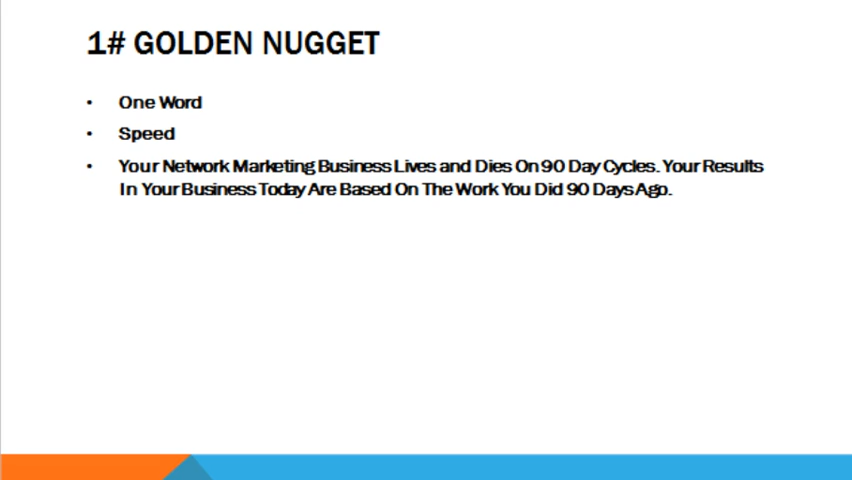 1# GOLDEN NUGGET
• One Word
• Speed
• Your Network Marketing Business Lives and Dies On 90 Day Cycles. Your Results
In Your Business Today Are Based On The Work You Did 90 Days Ago.